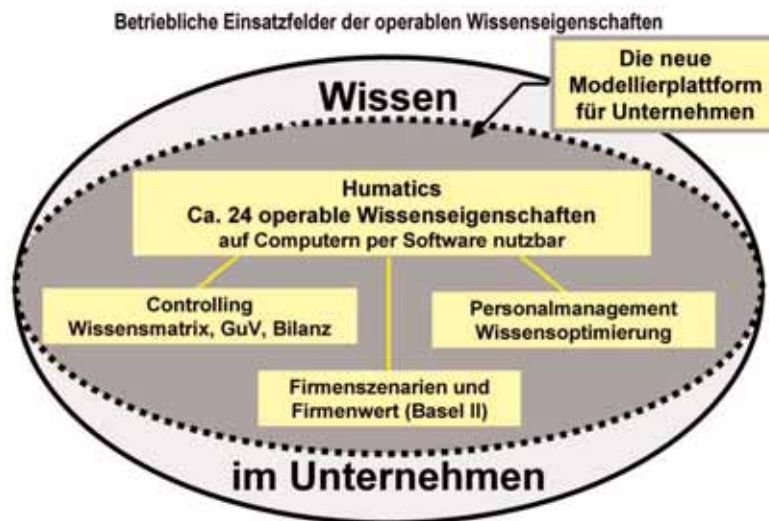 Betriebliche Einsatzfelder der operablen Wissenseigenschaften
Die neue
Modellierplattform
für Unternehmen
Wissen
Humatics
Ca. 24 operable Wissenseigenschaften
auf Computern per Software nutzbar
Controlling
Wissensmatrix, GuV, Bilanz
Personalmanagement
Wissensoptimierung
Firmenszenarien und
Firmenwert (Basel II)
im Unternehmen